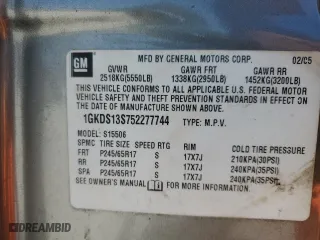 GM
MFD BY GENERAL MOTORS CORP.
02/05
GVWR GAWR FRT GAWR RR
2518KG(5550LB) 1338KG(2950LB) 1452KG(3200LB)
THIS VEHICLE CONFORMS TO ALL APPLICABLE U.S. FEDERAL
MOTOR VEHICLE SAFETY AND THEFT PREVENTION STANDARDS
IN EFFECT ON THE DATE OF MANUFACTURE SHOWN ABOVE.
1GKDS13S752277744 TYPE: M.P.V.
MODEL: S15506
SPMC TIRE SIZE SPEED RTG RIM COLD TIRE PRESSURE
FRT P245/65R17 S 17X7J 210KPA(30PSI)
RR P245/65R17 S 17X7J 240KPA(35PSI)
SPA P245/65R17 S 17X7J 240KPA(35PSI)
SEE OWNER'S MANUAL FOR ADDITIONAL INFORMATION.
DREAMBID